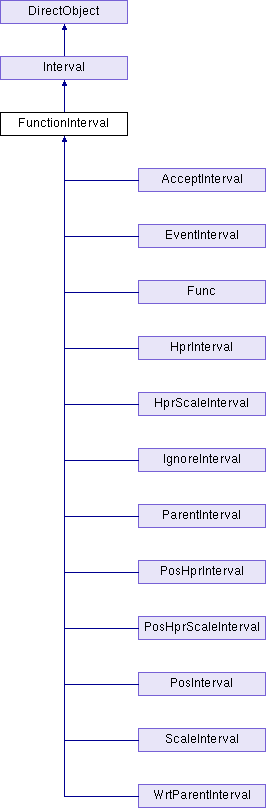 DirectObject
Interval
FunctionInterval
AcceptInterval
EventInterval
Func
HprInterval
HprScaleInterval
IgnoreInterval
ParentInterval
PosHprInterval
PosHprScaleInterval
PosInterval
ScaleInterval
WrtParentInterval